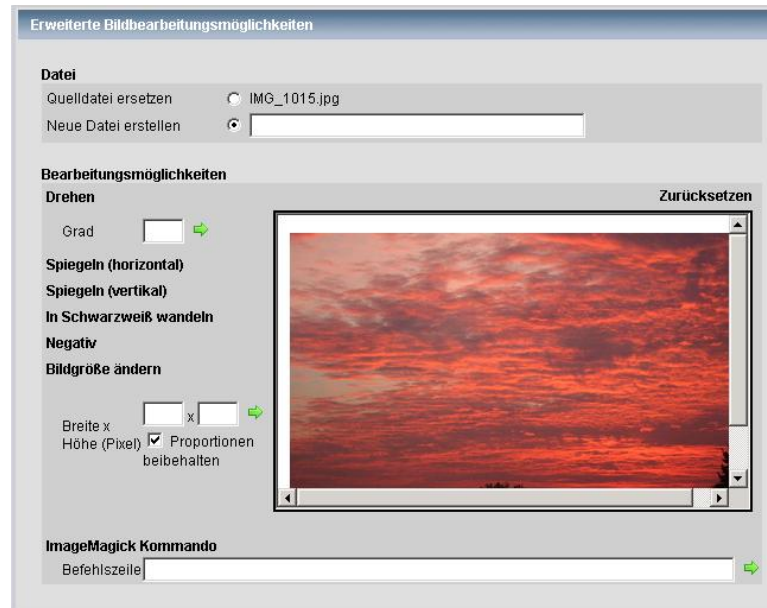 Erweiterte Bildbearbeitungsmöglichkeiten
Datei
Quelldatei ersetzen IMG_1015.jpg
Neue Datei erstellen
Bearbeitungsmöglichkeiten
Drehen Zurücksetzen
Grad
Spiegeln (horizontal)
Spiegeln (vertikal)
In Schwarzweiß wandeln
Negativ
Bildgröße ändern
Breite x x
Höhe (Pixel) Proportionen
beibehalten
ImageMagick Kommando
Befehlszeile